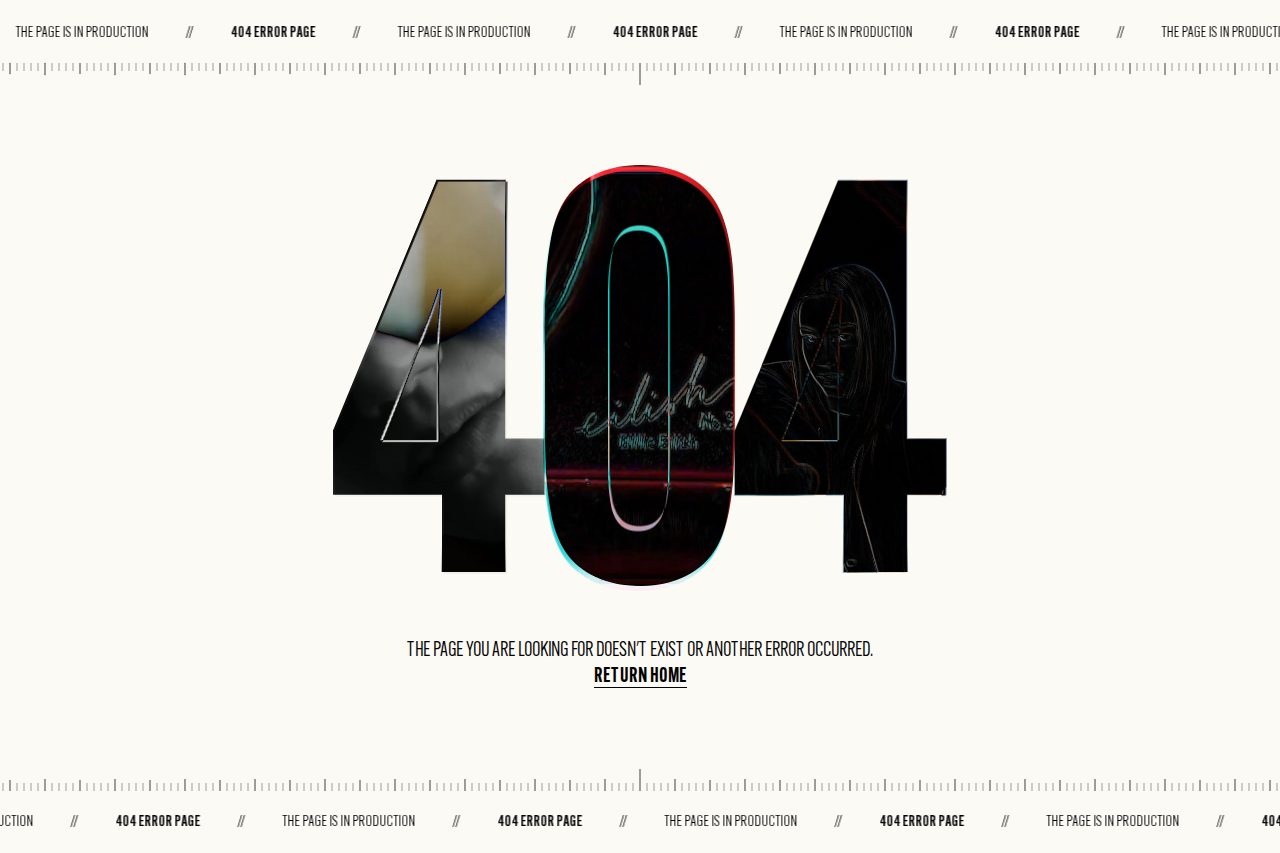 THE PAGE IS IN PRODUCTION // 404 ERROR PAGE // THE PAGE IS IN PRODUCTION // 404 ERROR PAGE // THE PAGE IS IN PRODUCTION // 404 ERROR PAGE // THE PAGE IS IN PRODUCTI
404
eilish
No.3
Billie Eilish
THE PAGE YOU ARE LOOKING FOR DOESN'T EXIST OR ANOTHER ERROR OCCURRED.
RETURN HOME
UCTION // 404 ERROR PAGE // THE PAGE IS IN PRODUCTION // 404 ERROR PAGE // THE PAGE IS IN PRODUCTION // 404 ERROR PAGE // THE PAGE IS IN PRODUCTION // 404